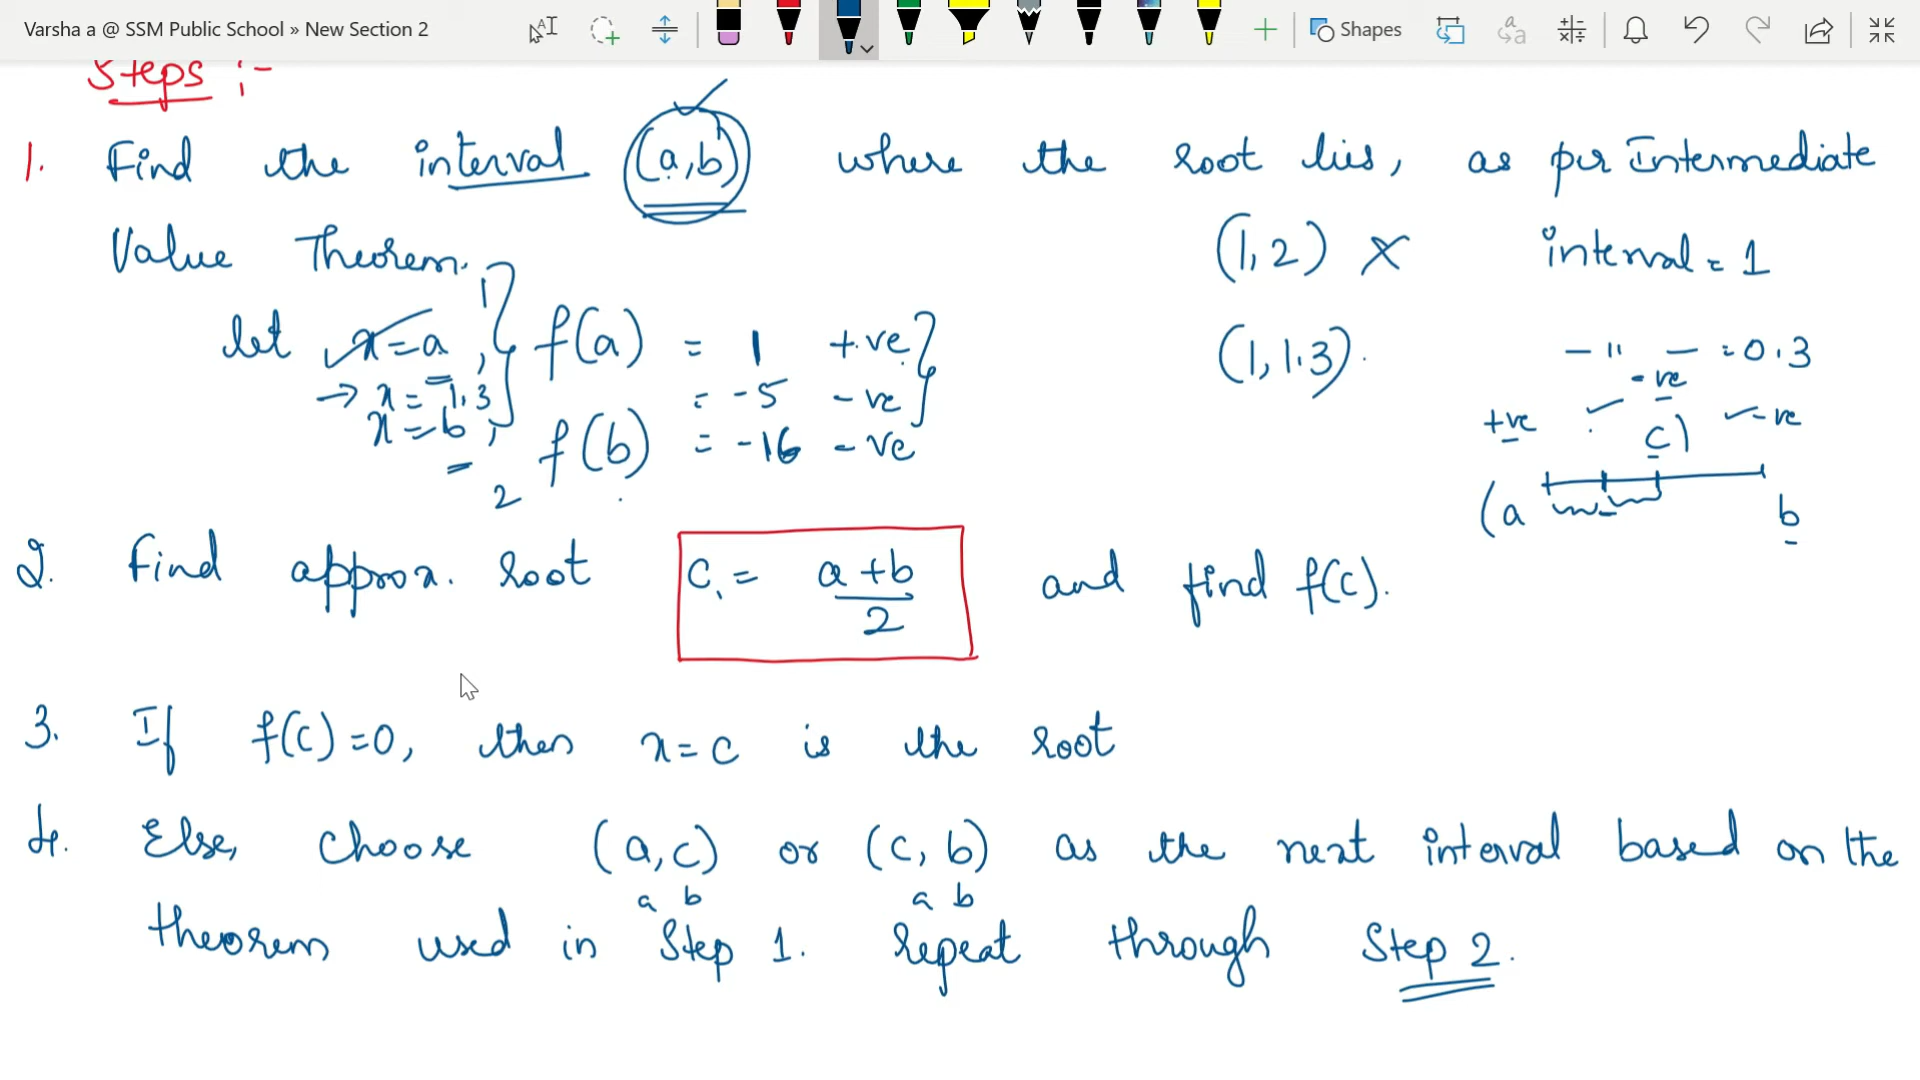 Varsha a @ SSM Public School » New Section 2
Shapes
Steps :-
1. Find the interval (a,b) where the root lies, as per Intermediate
Value Theorem.
(1,2) × interval = 1
let x=a, 1 f(a) = 1 +ve
(1,1.3). — " — = 0.3
→ x = 1.3 = -5 -ve
x=b, 2 f(b) = -16 -ve
+ve -ve c) -ve
(a b
2. Find approx. root c₁ = a+b/2 and find f(c).
3. If f(c)=0, then x=c is the root
4. Else, choose (a,c) or (c,b) as the next interval based on the
a b a b
theorem used in Step 1. Repeat through Step 2.